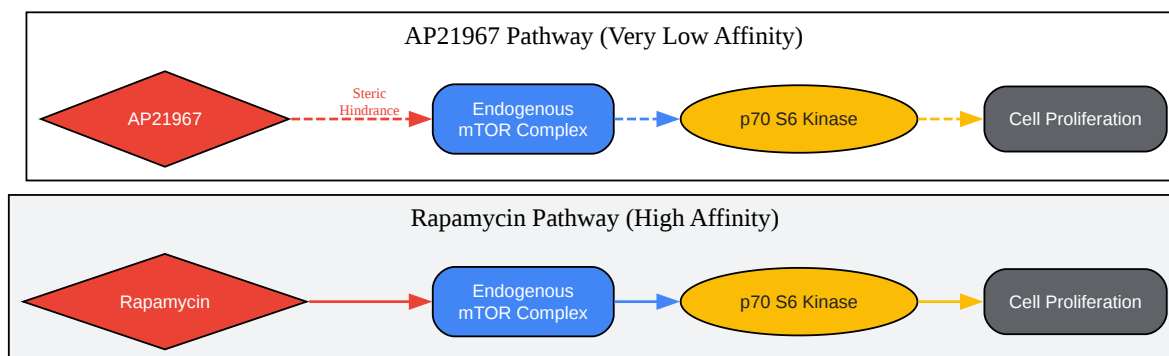 AP21967 Pathway (Very Low Affinity)
AP21967
Steric
Hindrance
Endogenous
mTOR Complex
p70 S6 Kinase
Cell Proliferation
Rapamycin Pathway (High Affinity)
Rapamycin
Endogenous
mTOR Complex
p70 S6 Kinase
Cell Proliferation